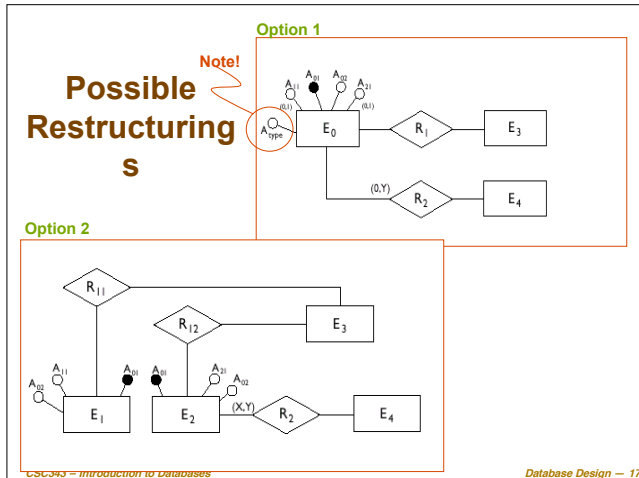 Option 1
Note!
Possible
Restructuring
s
A₁₁
A₀₁
A₀₂
A₂₁
(0,1)
(0,1)
A_type
E₀
R₁
E₃
(0,Y)
R₂
E₄
Option 2
R₁₁
R₁₂
E₃
A₀₂
A₁₁
A₀₁
A₀₁
A₂₁
A₀₂
E₁
E₂
(X,Y)
R₂
E₄
CSC343 – Introduction to Databases
Database Design — 17